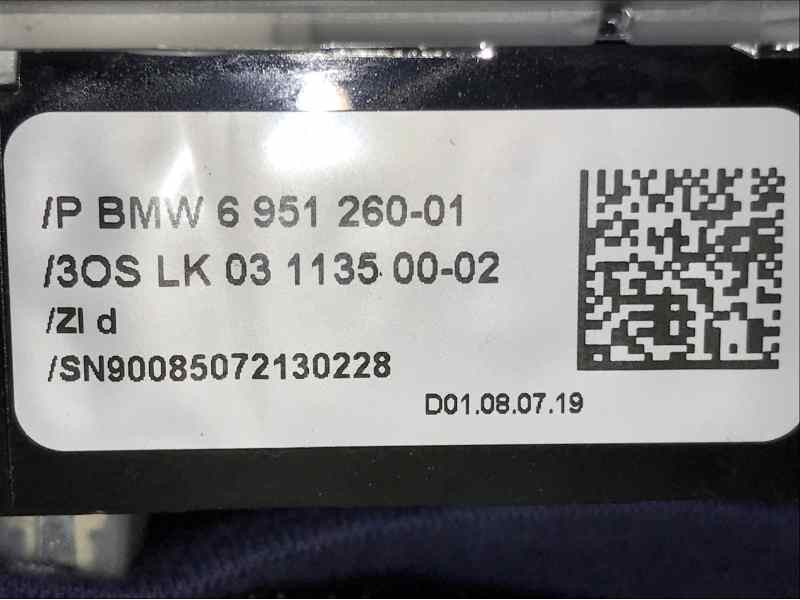 /P BMW 6 951 260-01
/3OS LK 03 1135 00-02
/ZI d
/SN90085072130228
D01.08.07.19